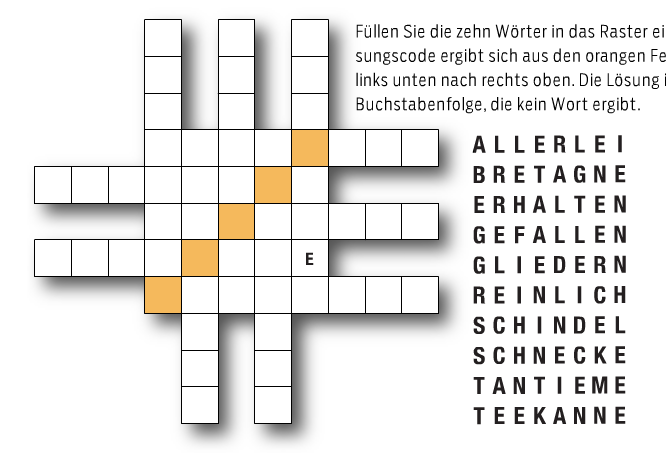 Füllen Sie die zehn Wörter in das Raster ei
sungscode ergibt sich aus den orangen Fe
links unten nach rechts oben. Die Lösung i
Buchstabenfolge, die kein Wort ergibt.
ALLERLEI
BRETAGNE
ERHALTEN
GEFALLEN
GLIEDERN
REINLICH
SCHINDEL
SCHNECKE
TANTIEME
TEEKANNE
E